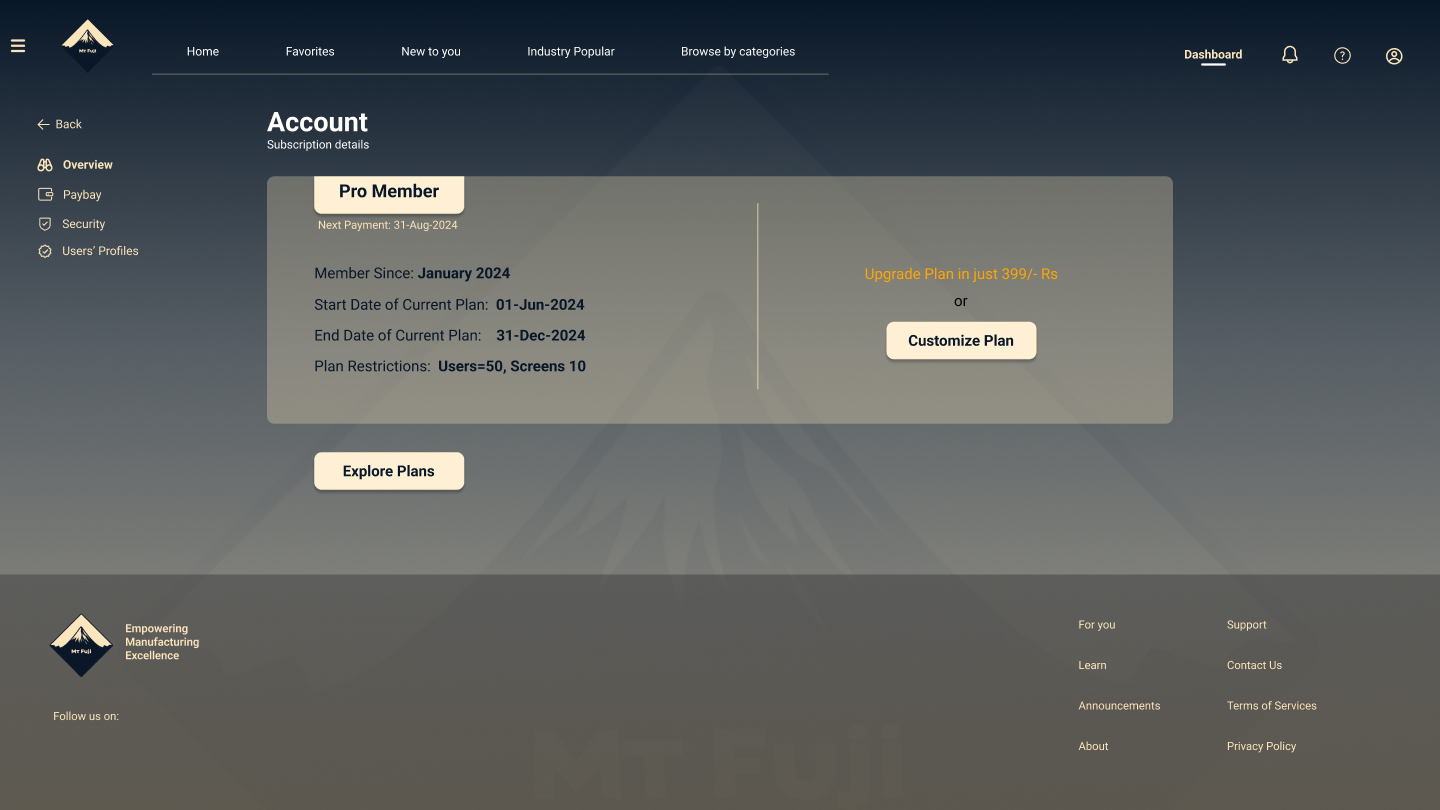 Mt Fuji
Home
Favorites
New to you
Industry Popular
Browse by categories
Dashboard
Back
Overview
Paybay
Security
Users’ Profiles
Account
Subscription details
Pro Member
Next Payment: 31-Aug-2024
Member Since: January 2024
Start Date of Current Plan: 01-Jun-2024
End Date of Current Plan: 31-Dec-2024
Plan Restrictions: Users=50, Screens 10
Upgrade Plan in just 399/- Rs
or
Customize Plan
Explore Plans
Mt Fuji
Empowering
Manufacturing
Excellence
Follow us on:
For you
Support
Learn
Contact Us
Announcements
Terms of Services
About
Privacy Policy
Mt Fuji